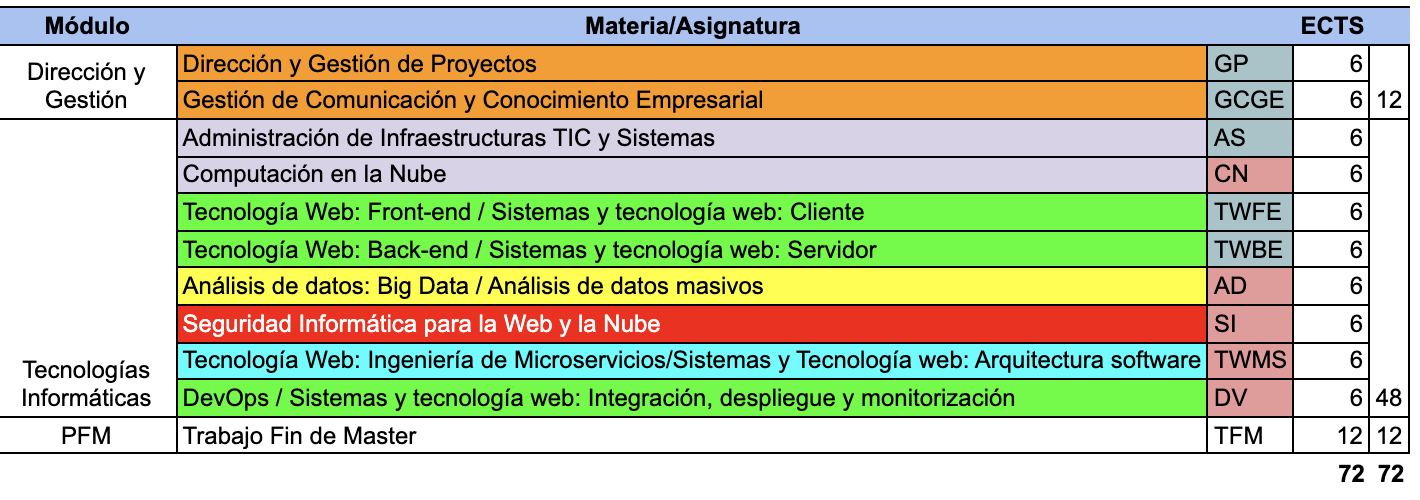 Módulo Materia/Asignatura ECTS
Dirección y Gestión
Dirección y Gestión de Proyectos GP 6
Gestión de Comunicación y Conocimiento Empresarial GCGE 6 12
Administración de Infraestructuras TIC y Sistemas AS 6
Computación en la Nube CN 6
Tecnología Web: Front-end / Sistemas y tecnología web: Cliente TWFE 6
Tecnología Web: Back-end / Sistemas y tecnología web: Servidor TWBE 6
Análisis de datos: Big Data / Análisis de datos masivos AD 6
Seguridad Informática para la Web y la Nube SI 6
Tecnologías Informáticas
Tecnología Web: Ingeniería de Microservicios/Sistemas y Tecnología web: Arquitectura software TWMS 6
DevOps / Sistemas y tecnología web: Integración, despliegue y monitorización DV 6 48
PFM Trabajo Fin de Master TFM 12 12
72 72